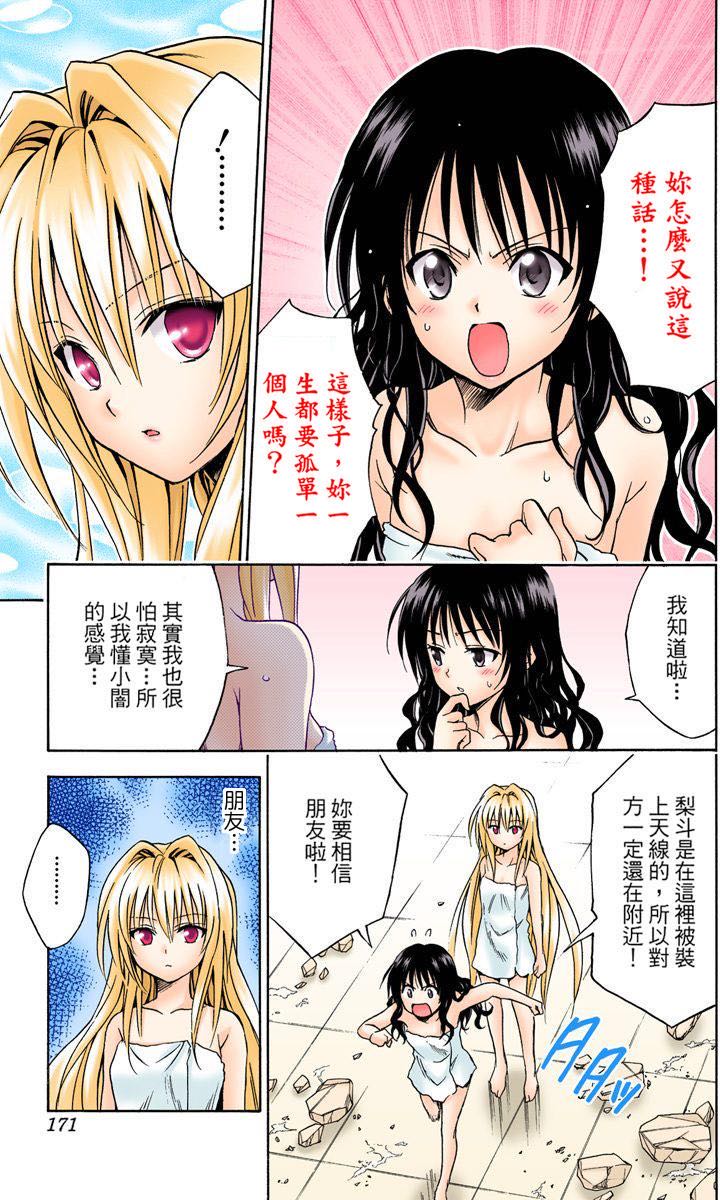 妳怎麼又說這
種話…！
這樣子，妳一
生都要孤單一
個人嗎？
！………
我知道啦…
其實我也很
怕寂寞…所
以我懂小闇
的感覺…
梨斗是在這裡被裝
上天線的，所以對
方一定還在附近！
妳要相信
朋友啦！
タタッ
朋友…
………
171